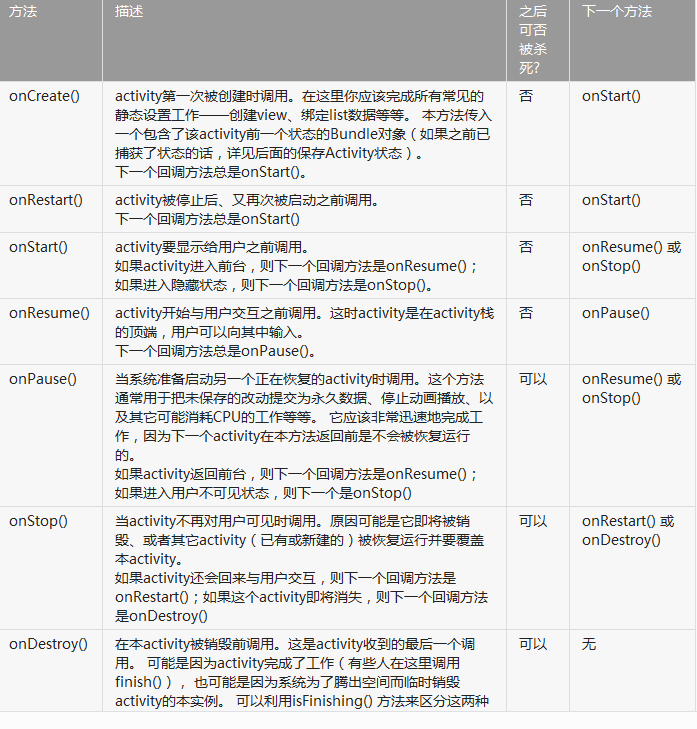 方法 描述 之后 下一个方法
可否
被杀
死?
onCreate() activity第一次被创建时调用。在这里你应该完成所有常见的 否 onStart()
静态设置工作——创建view、绑定list数据等等。 本方法传入
一个包含了该activity前一个状态的Bundle对象（如果之前已
捕获了状态的话，详见后面的保存Activity状态）。
下一个回调方法总是onStart()。
onRestart() activity被停止后、又再次被启动之前调用。 否 onStart()
下一个回调方法总是onStart()
onStart() activity要显示给用户之前调用。 否 onResume() 或
如果activity进入前台，则下一个回调方法是onResume()； onStop()
如果进入隐藏状态，则下一个回调方法是onStop()。
onResume() activity开始与用户交互之前调用。这时activity是在activity栈 否 onPause()
的顶端，用户可以向其中输入。
下一个回调方法总是onPause()。
onPause() 当系统准备启动另一个正在恢复的activity时调用。这个方法 可以 onResume() 或
通常用于把未保存的改动提交为永久数据、停止动画播放、以 onStop()
及其它可能消耗CPU的工作等等。 它应该非常迅速地完成工
作，因为下一个activity在本方法返回前是不会被恢复运行
的。
如果activity返回前台，则下一个回调方法是onResume()；
如果进入用户不可见状态，则下一个是onStop()
onStop() 当activity不再对用户可见时调用。原因可能是它即将被销 可以 onRestart() 或
毁、或者其它activity（已有或新建的）被恢复运行并要覆盖 onDestroy()
本activity。
如果activity还会回来与用户交互，则下一个回调方法是
onRestart()；如果这个activity即将消失，则下一个回调方法
是onDestroy()
onDestroy() 在本activity被销毁前调用。这是activity收到的最后一个调 可以 无
用。 可能是因为activity完成了工作（有些人在这里调用
finish()）， 也可能是因为系统为了腾出空间而临时销毁
activity的本实例。 可以利用isFinishing() 方法来区分这两种